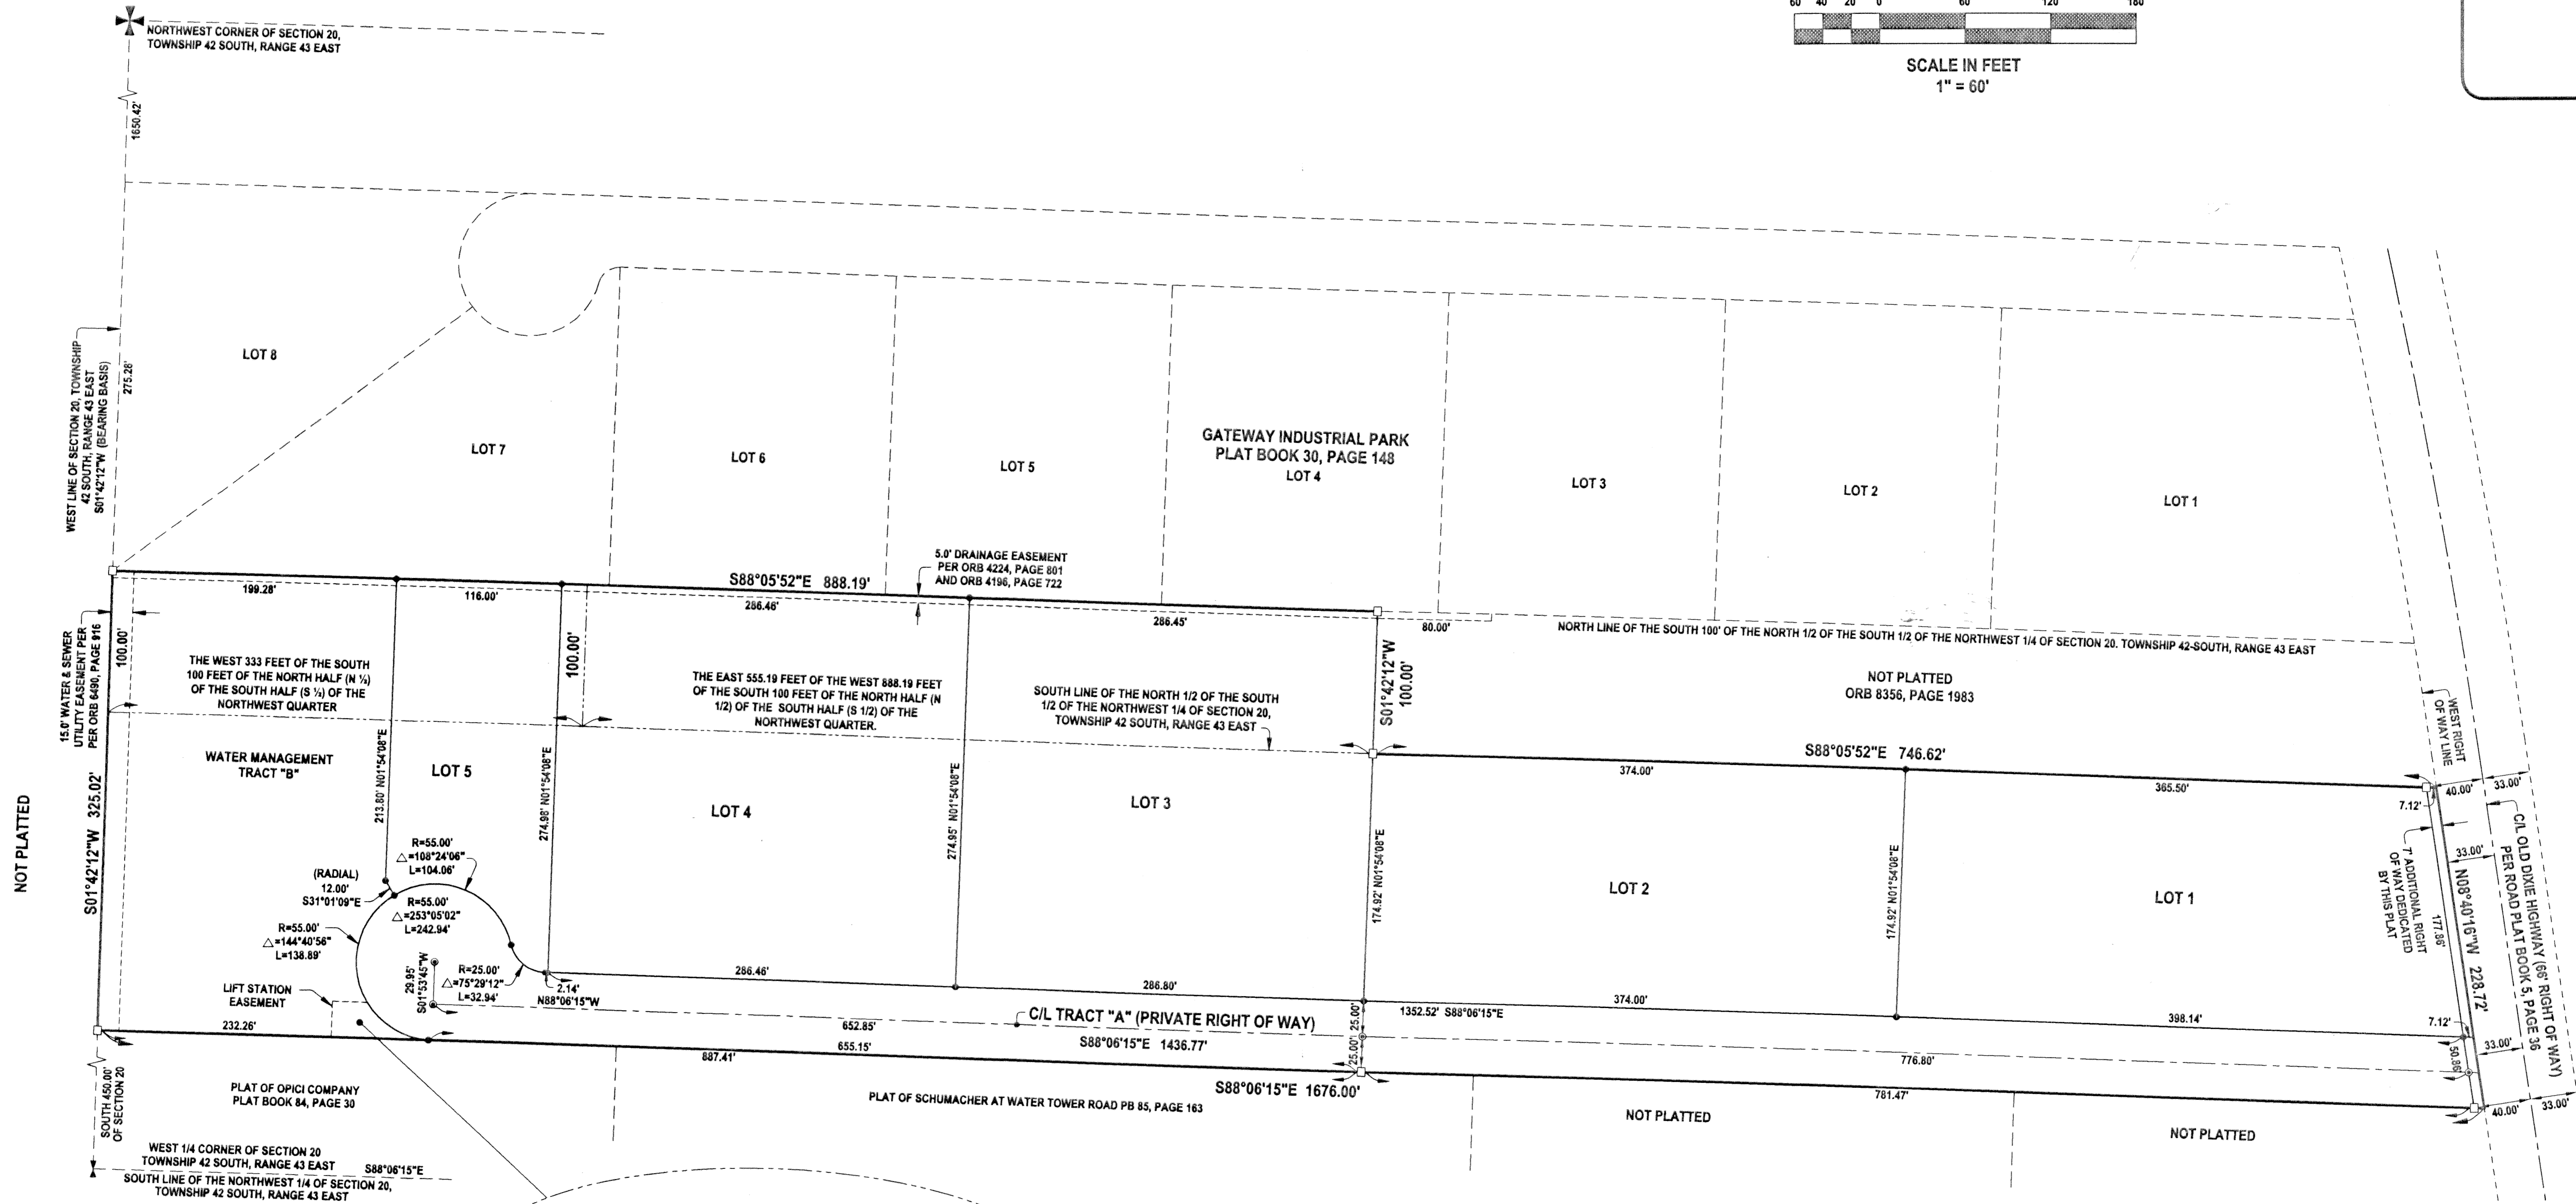 NORTHWEST CORNER OF SECTION 20,
TOWNSHIP 42 SOUTH, RANGE 43 EAST
60 40 20 0 60 120 180
SCALE IN FEET
1" = 60'
1650.42'
WEST LINE OF SECTION 20, TOWNSHIP
42 SOUTH, RANGE 43 EAST
S01°42'12"W (BEARING BASIS)
275.28'
LOT 8
LOT 7
LOT 6
LOT 5
GATEWAY INDUSTRIAL PARK
PLAT BOOK 30, PAGE 148
LOT 4
LOT 3
LOT 2
LOT 1
5.0' DRAINAGE EASEMENT
PER ORB 4224, PAGE 801
AND ORB 4196, PAGE 722
S88°05'52"E 888.19'
199.28'
116.00'
286.46'
286.45'
80.00'
NORTH LINE OF THE SOUTH 100' OF THE NORTH 1/2 OF THE SOUTH 1/2 OF THE NORTHWEST 1/4 OF SECTION 20. TOWNSHIP 42-SOUTH, RANGE 43 EAST
15.0' WATER & SEWER
UTILITY EASEMENT PER
PER ORB 6490, PAGE 916
100.00'
THE WEST 333 FEET OF THE SOUTH
100 FEET OF THE NORTH HALF (N ½)
OF THE SOUTH HALF (S ½) OF THE
NORTHWEST QUARTER
100.00'
THE EAST 555.19 FEET OF THE WEST 888.19 FEET
OF THE SOUTH 100 FEET OF THE NORTH HALF (N
1/2) OF THE SOUTH HALF (S 1/2) OF THE
NORTHWEST QUARTER.
SOUTH LINE OF THE NORTH 1/2 OF THE SOUTH
1/2 OF THE NORTHWEST 1/4 OF SECTION 20,
TOWNSHIP 42 SOUTH, RANGE 43 EAST
S01°42'12"W
100.00'
NOT PLATTED
ORB 8356, PAGE 1983
WEST RIGHT
OF WAY LINE
S88°05'52"E 746.62'
374.00'
365.50'
7.12'
40.00'
33.00'
NOT PLATTED
S01°42'12"W 325.02'
WATER MANAGEMENT
TRACT "B"
213.80' N01°54'08"E
LOT 5
274.98' N01°54'08"E
LOT 4
274.95' N01°54'08"E
LOT 3
174.92' N01°54'08"E
LOT 2
174.92' N01°54'08"E
LOT 1
7' ADDITIONAL RIGHT
OF WAY DEDICATED
BY THIS PLAT
177.86'
33.00'
N08°40'16"W 228.72'
C/L OLD DIXIE HIGHWAY (66' RIGHT OF WAY)
PER ROAD PLAT BOOK 5, PAGE 36
R=55.00'
△=108°24'06"
L=104.06'
(RADIAL)
12.00'
S31°01'09"E
R=55.00'
△=253°05'02"
L=242.94'
R=55.00'
△=144°40'56"
L=138.89'
29.95'
S01°53'45"W
R=25.00'
△=75°29'12"
L=32.94'
2.14'
N88°06'15"W
LIFT STATION
EASEMENT
286.46'
286.80'
374.00'
398.14'
1352.52' S88°06'15"E
7.12'
33.00'
50.86'
25.00'
25.00'
C/L TRACT "A" (PRIVATE RIGHT OF WAY)
652.85'
S88°06'15"E 1436.77'
776.80'
232.26'
655.15'
887.41'
S88°06'15"E 1676.00'
781.47'
40.00'
33.00'
SOUTH 450.00'
OF SECTION 20
PLAT OF OPICI COMPANY
PLAT BOOK 84, PAGE 30
PLAT OF SCHUMACHER AT WATER TOWER ROAD PB 85, PAGE 163
NOT PLATTED
NOT PLATTED
WEST 1/4 CORNER OF SECTION 20
TOWNSHIP 42 SOUTH, RANGE 43 EAST
S88°06'15"E
SOUTH LINE OF THE NORTHWEST 1/4 OF SECTION 20,
TOWNSHIP 42 SOUTH, RANGE 43 EAST